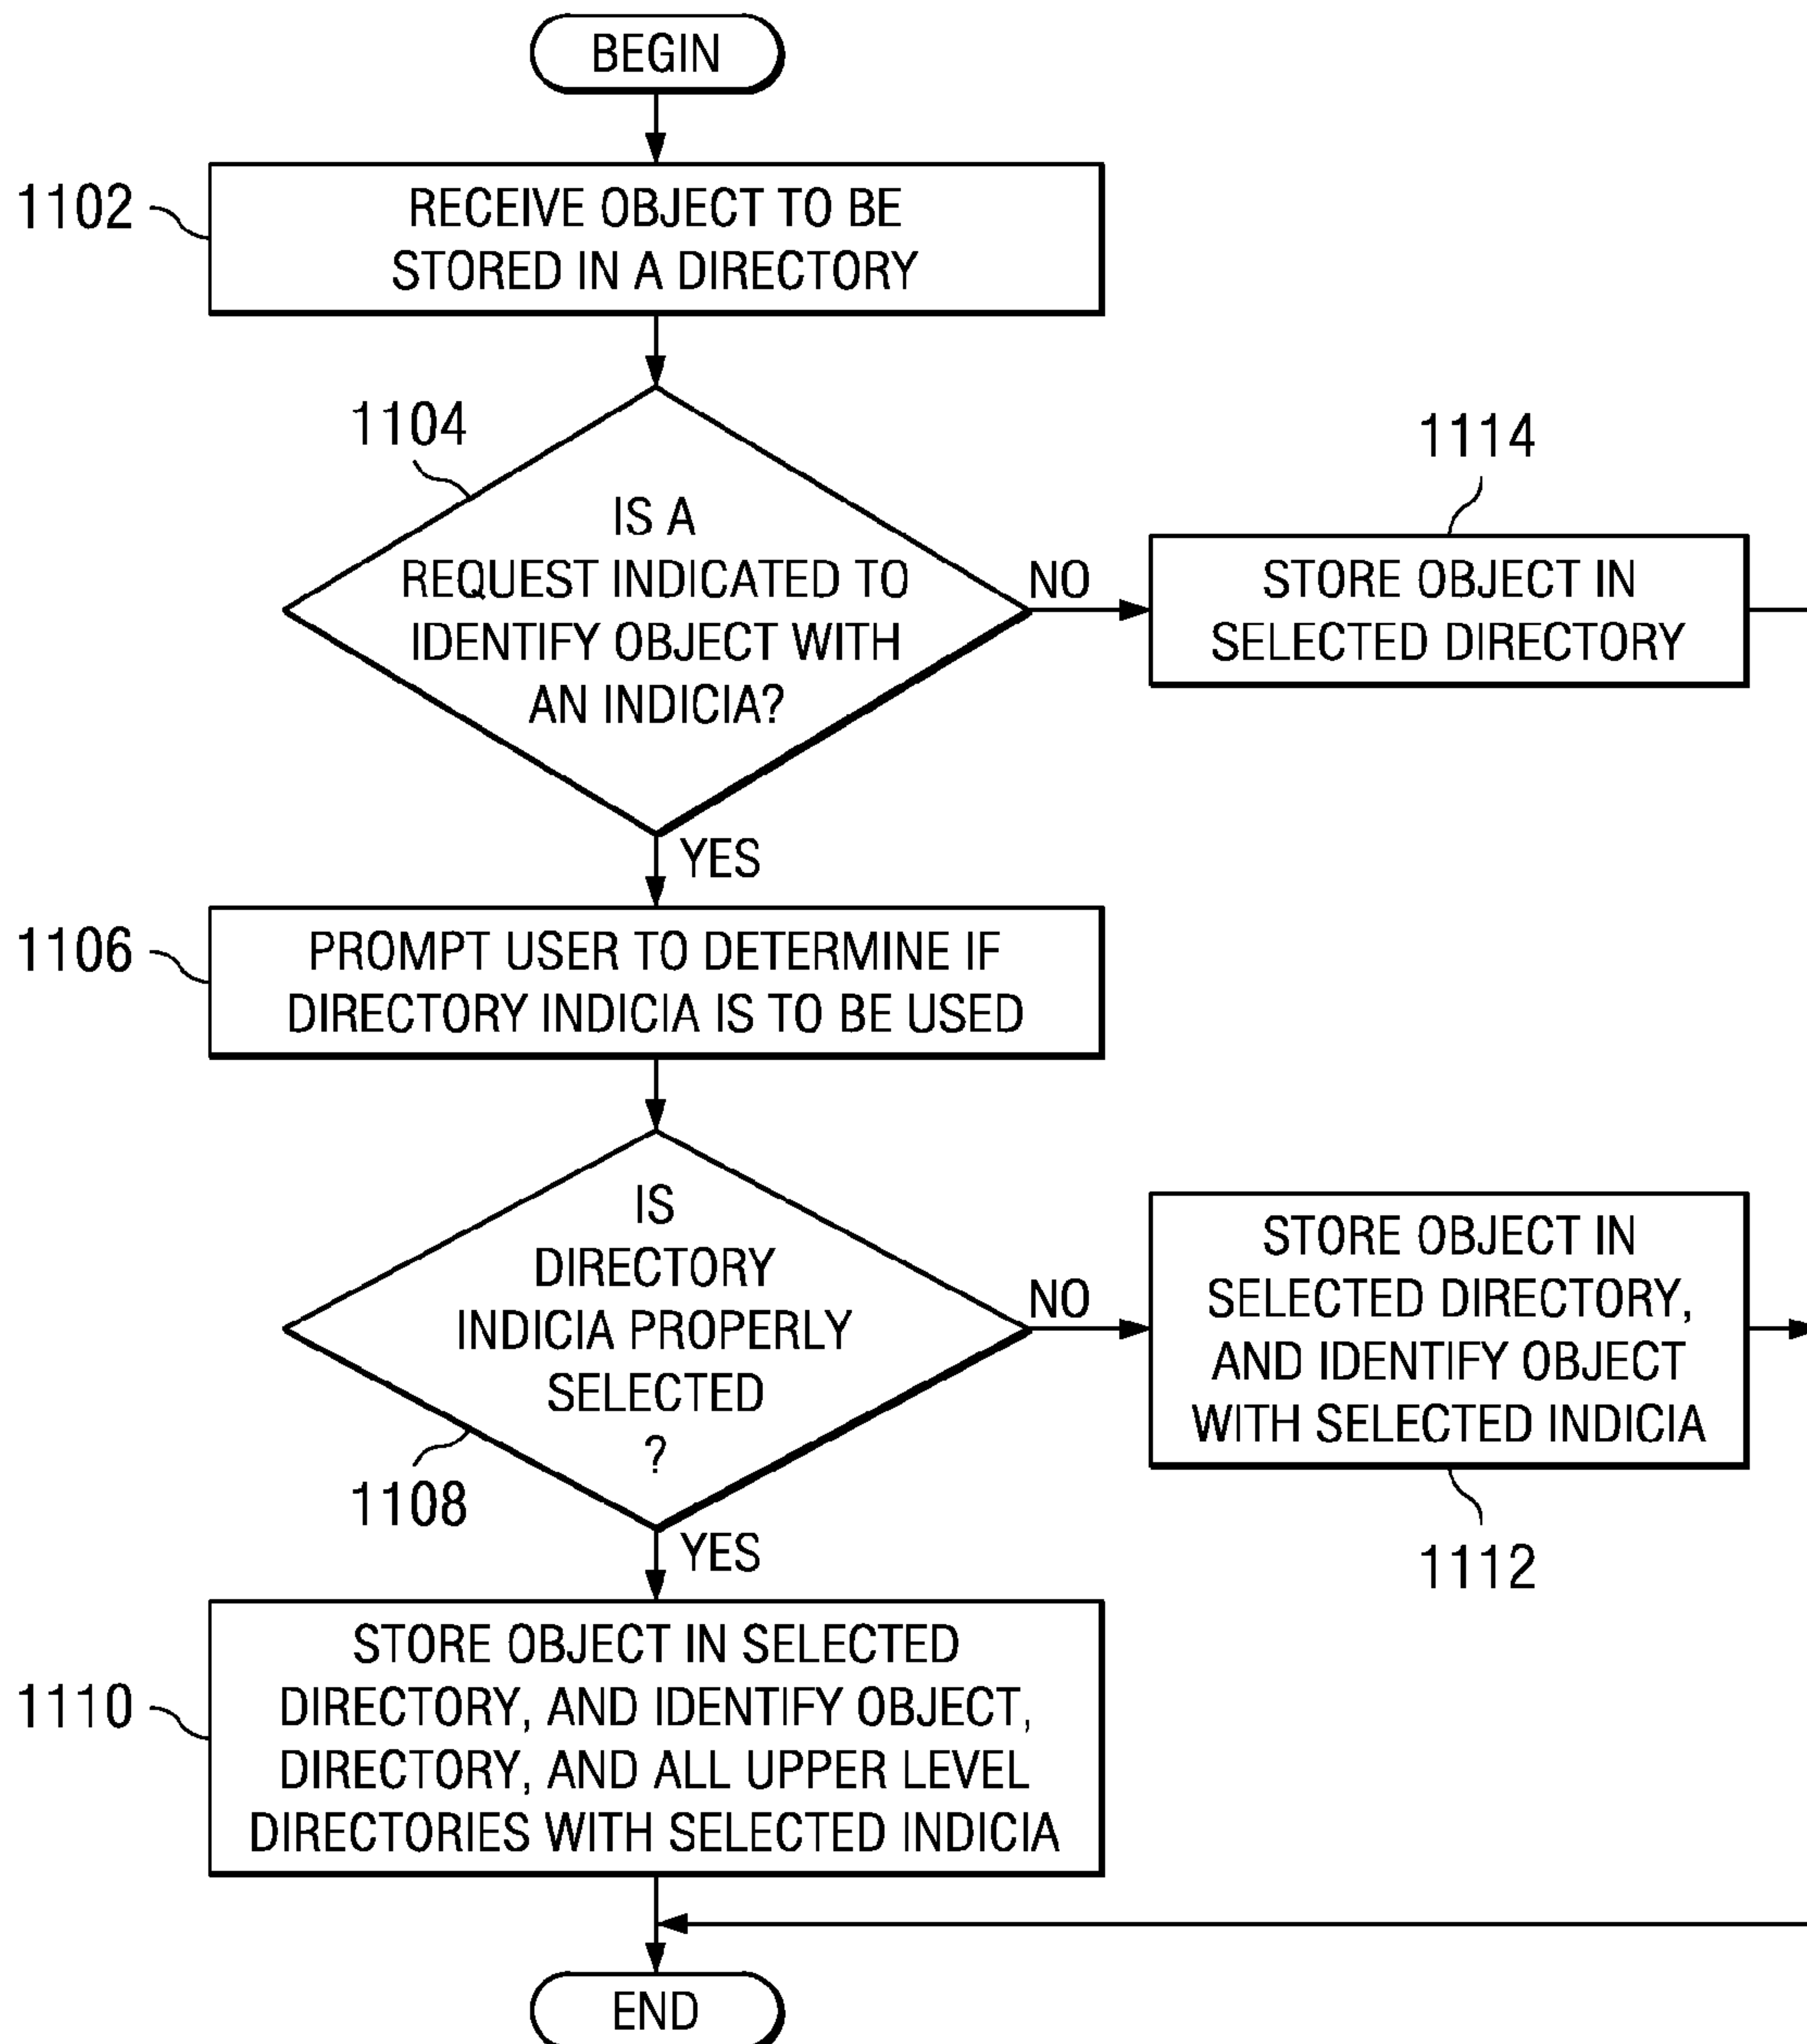 BEGIN
1102
RECEIVE OBJECT TO BE
STORED IN A DIRECTORY
1104
IS A
REQUEST INDICATED TO
IDENTIFY OBJECT WITH
AN INDICIA?
NO
1114
STORE OBJECT IN
SELECTED DIRECTORY
YES
1106
PROMPT USER TO DETERMINE IF
DIRECTORY INDICIA IS TO BE USED
IS
DIRECTORY
INDICIA PROPERLY
SELECTED
?
1108
NO
STORE OBJECT IN
SELECTED DIRECTORY,
AND IDENTIFY OBJECT
WITH SELECTED INDICIA
1112
YES
1110
STORE OBJECT IN SELECTED
DIRECTORY, AND IDENTIFY OBJECT,
DIRECTORY, AND ALL UPPER LEVEL
DIRECTORIES WITH SELECTED INDICIA
END